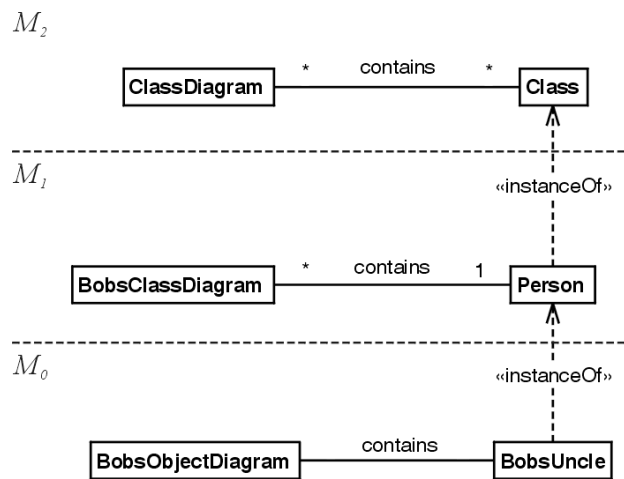 M₂
* contains *
ClassDiagram Class
M₁
‹‹instanceOf››
* contains 1
BobsClassDiagram Person
M₀
‹‹instanceOf››
contains
BobsObjectDiagram BobsUncle